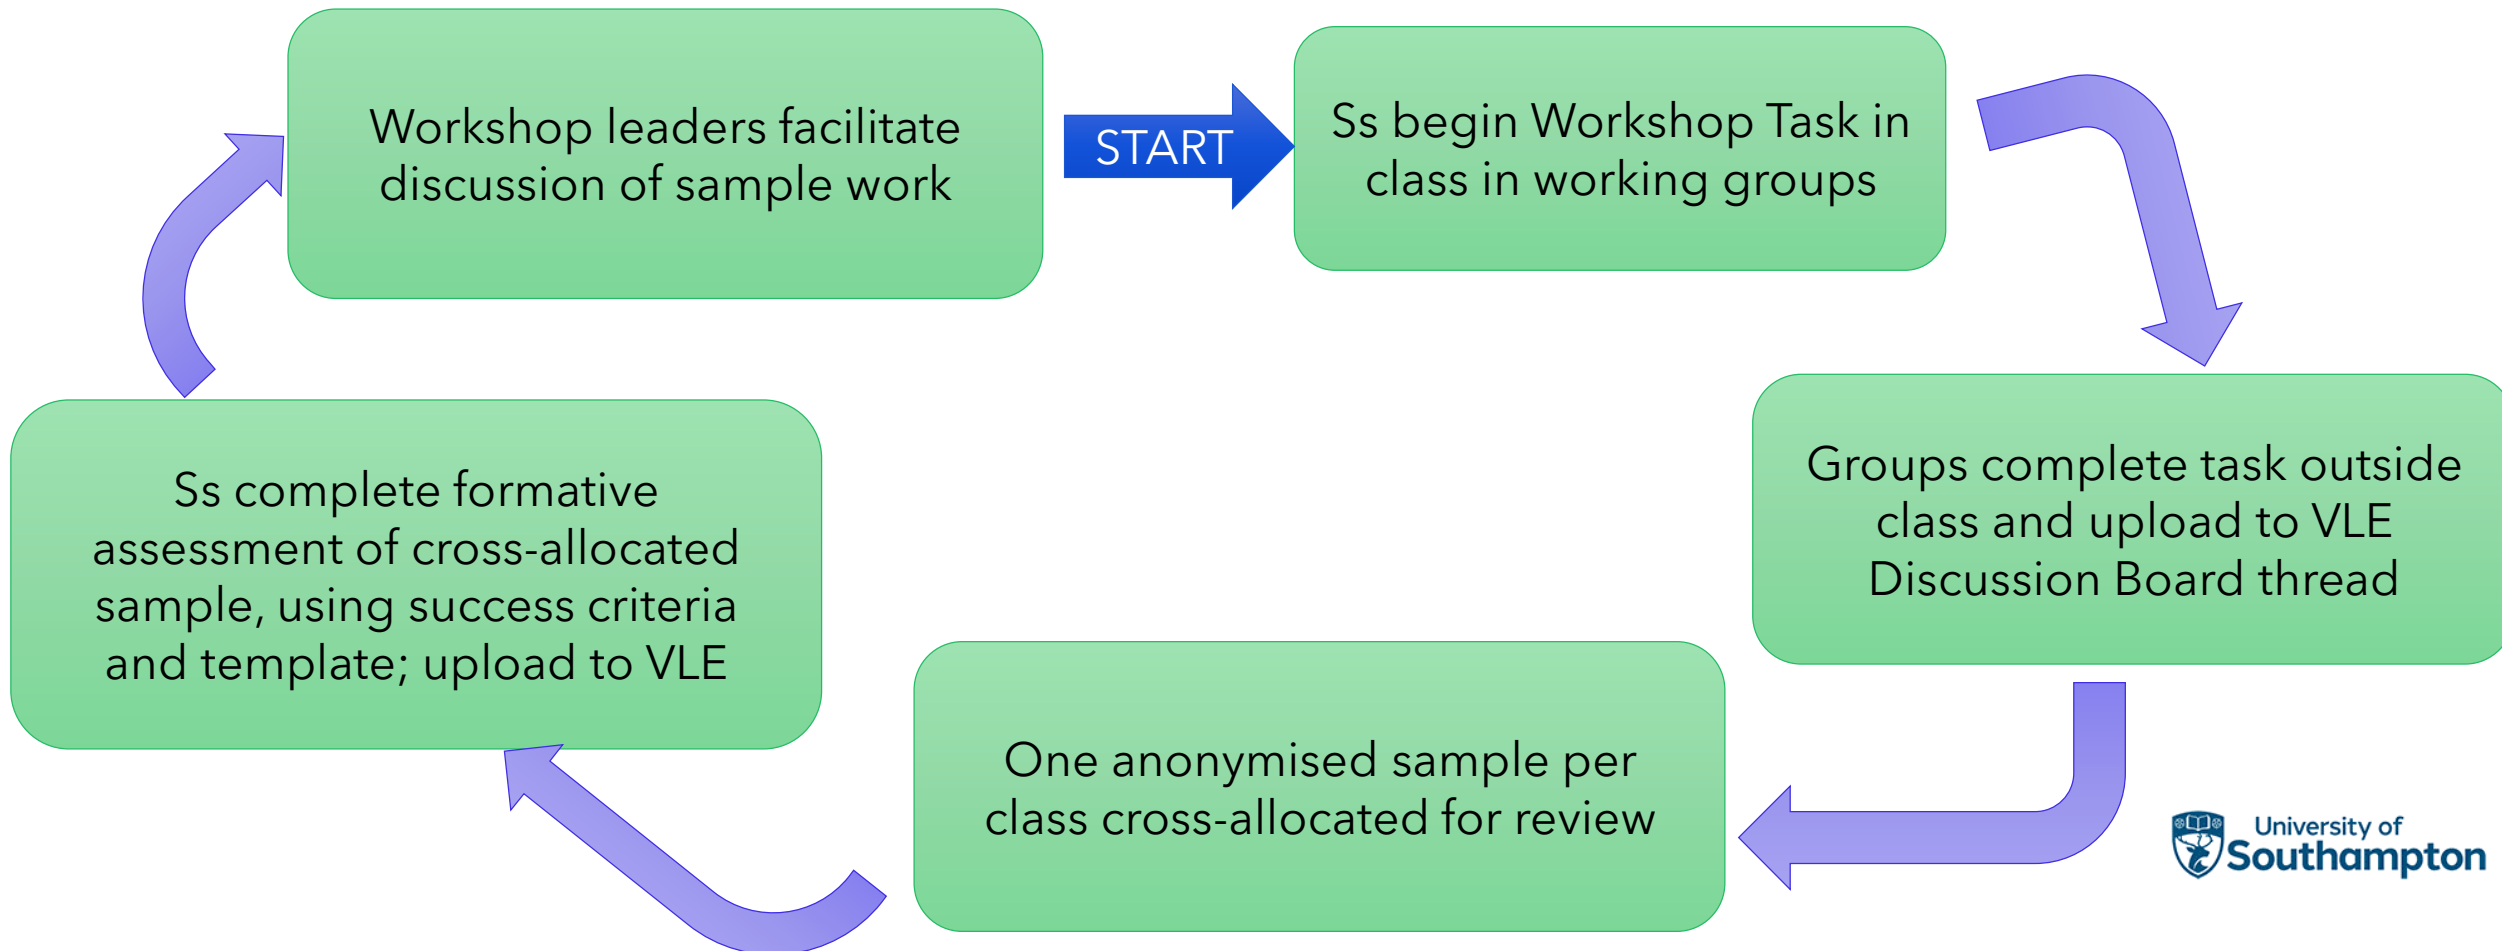 Workshop leaders facilitate
discussion of sample work
START
Ss begin Workshop Task in
class in working groups
Groups complete task outside
class and upload to VLE
Discussion Board thread
One anonymised sample per
class cross-allocated for review
Ss complete formative
assessment of cross-allocated
sample, using success criteria
and template; upload to VLE
University of
Southampton